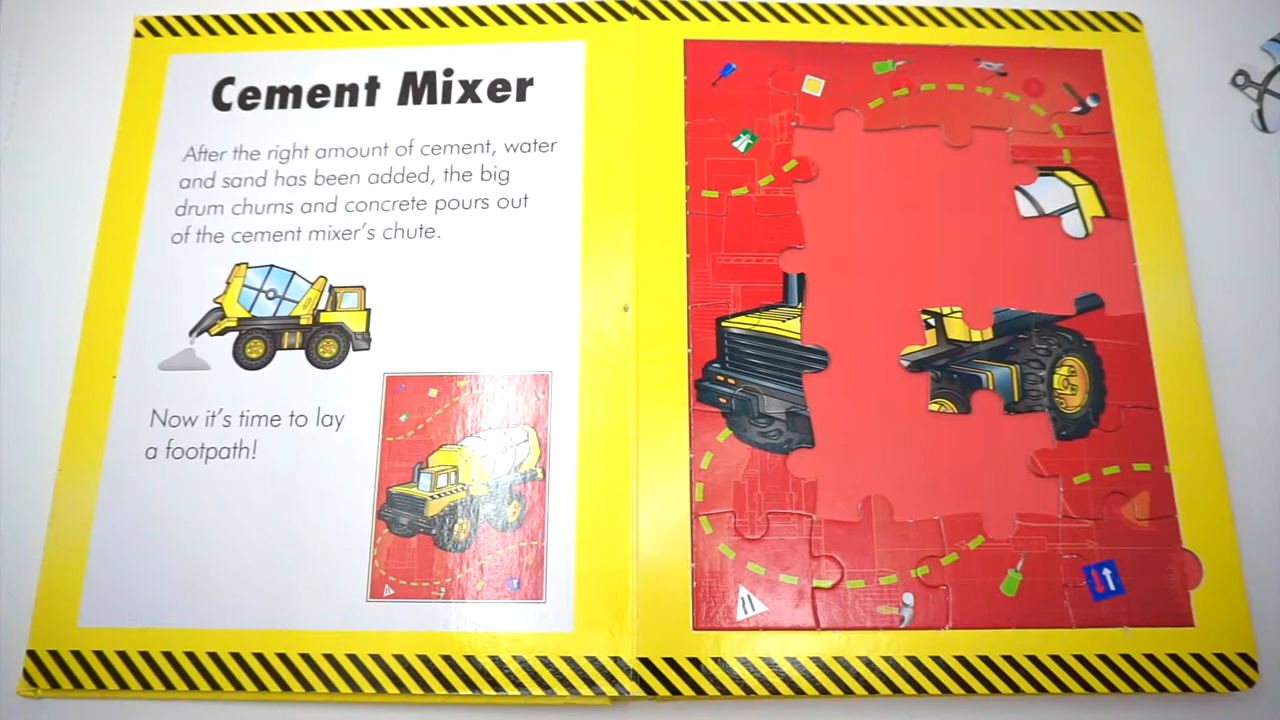 Cement Mixer
After the right amount of cement, water
and sand has been added, the big
drum churns and concrete pours out
of the cement mixer's chute.
Now it's time to lay
a footpath!